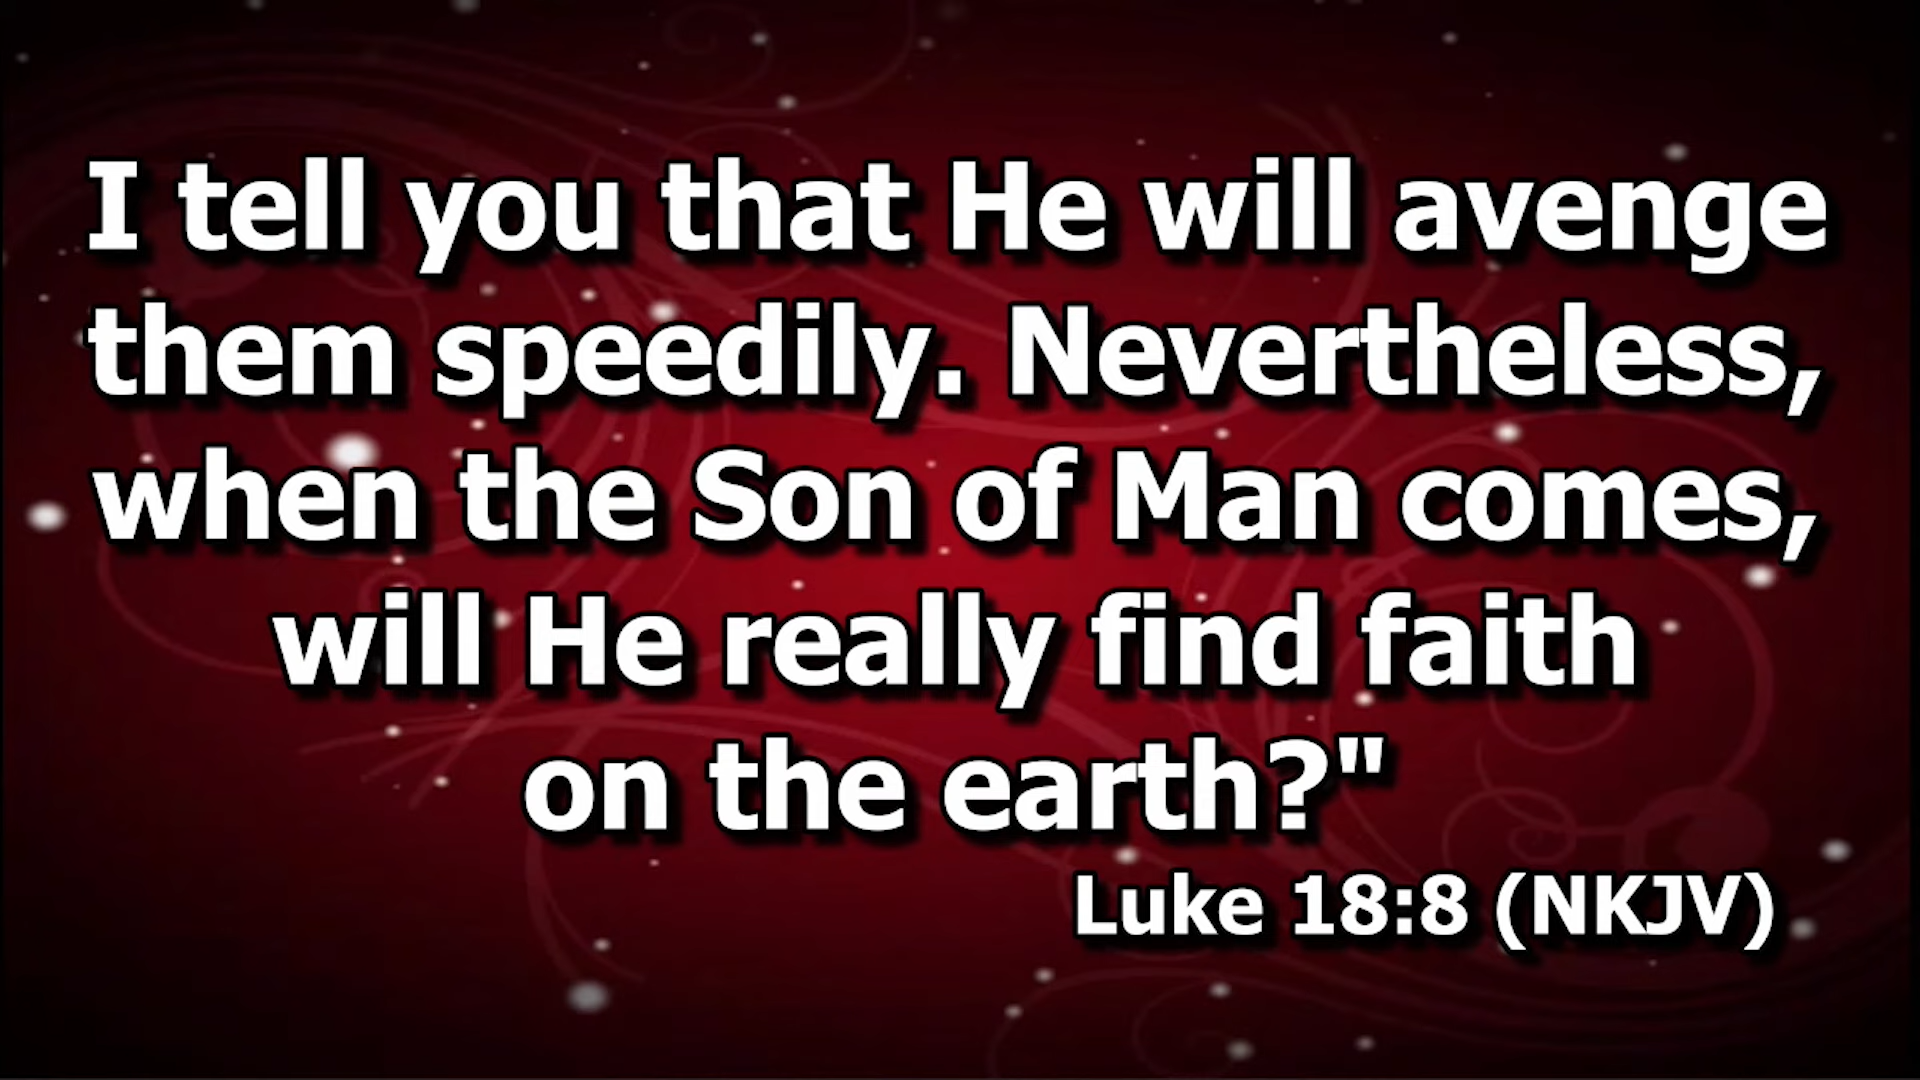 I tell you that He will avenge
them speedily. Nevertheless,
when the Son of Man comes,
will He really find faith
on the earth?"
Luke 18:8 (NKJV)